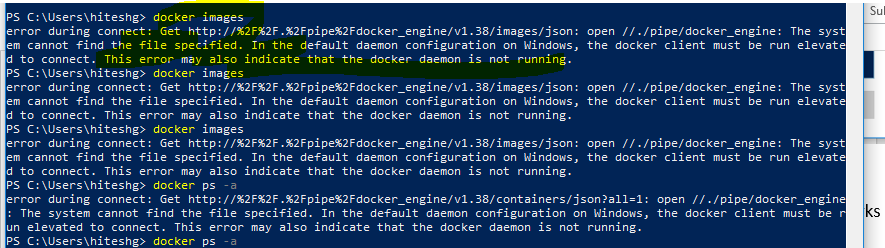 Sul
PS C:\Users\hiteshg> docker images
error during connect: Get http://%2F%2F.%2Fpipe%2Fdocker_engine/v1.38/images/json: open //./pipe/docker_engine: The syst
em cannot find the file specified. In the default daemon configuration on Windows, the docker client must be run elevate
d to connect. This error may also indicate that the docker daemon is not running.
PS C:\Users\hiteshg> docker images
error during connect: Get http://%2F%2F.%2Fpipe%2Fdocker_engine/v1.38/images/json: open //./pipe/docker_engine: The syst
em cannot find the file specified. In the default daemon configuration on Windows, the docker client must be run elevate
d to connect. This error may also indicate that the docker daemon is not running.
PS C:\Users\hiteshg> docker images
error during connect: Get http://%2F%2F.%2Fpipe%2Fdocker_engine/v1.38/images/json: open //./pipe/docker_engine: The syst
em cannot find the file specified. In the default daemon configuration on Windows, the docker client must be run elevate
d to connect. This error may also indicate that the docker daemon is not running.
PS C:\Users\hiteshg> docker ps -a
error during connect: Get http://%2F%2F.%2Fpipe%2Fdocker_engine/v1.38/containers/json?all=1: open //./pipe/docker_engine
: The system cannot find the file specified. In the default daemon configuration on Windows, the docker client must be r
un elevated to connect. This error may also indicate that the docker daemon is not running.
PS C:\Users\hiteshg> docker ps -a
ks